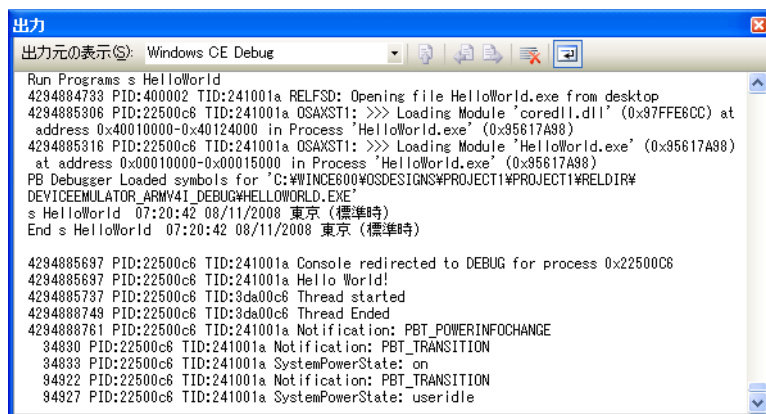 出力
出力元の表示(S): Windows CE Debug
Run Programs s HelloWorld
4294884733 PID:400002 TID:241001a RELFSD: Opening file HelloWorld.exe from desktop
4294885306 PID:400002 TID:241001a OSAXST1: >>> Loading Module 'coredll.dll' (0x97FFE6CC) at
address 0x40010000-0x40124000 in Process 'HelloWorld.exe' (0x95617A98)
4294885316 PID:400002 TID:241001a OSAXST1: >>> Loading Module 'HelloWorld.exe' (0x95617A98)
at address 0x00010000-0x00015000 in Process 'HelloWorld.exe' (0x95617A98)
PB Debugger Loaded symbols for 'C:¥WINCE600¥OSDESIGNS¥PROJECT1¥PROJECT1¥RELDIR¥
DEVICEEMULATOR_ARMV4I_DEBUG¥HELLOWORLD.EXE'
s HelloWorld  07:20:42 08/11/2008 東京 (標準時)
End s HelloWorld  07:20:42 08/11/2008 東京 (標準時)
4294885697 PID:22500c6 TID:241001a Console redirected to DEBUG for process 0x22500C6
4294885697 PID:22500c6 TID:241001a Hello World!
4294885737 PID:22500c6 TID:3da00c6 Thread started
4294888749 PID:22500c6 TID:3da00c6 Thread Ended
4294888761 PID:22500c6 TID:241001a Notification: PBT_POWERINFOCHANGE
34830 PID:22500c6 TID:241001a Notification: PBT_TRANSITION
34833 PID:22500c6 TID:241001a SystemPowerState: on
94922 PID:22500c6 TID:241001a Notification: PBT_TRANSITION
94927 PID:22500c6 TID:241001a SystemPowerState: useridle